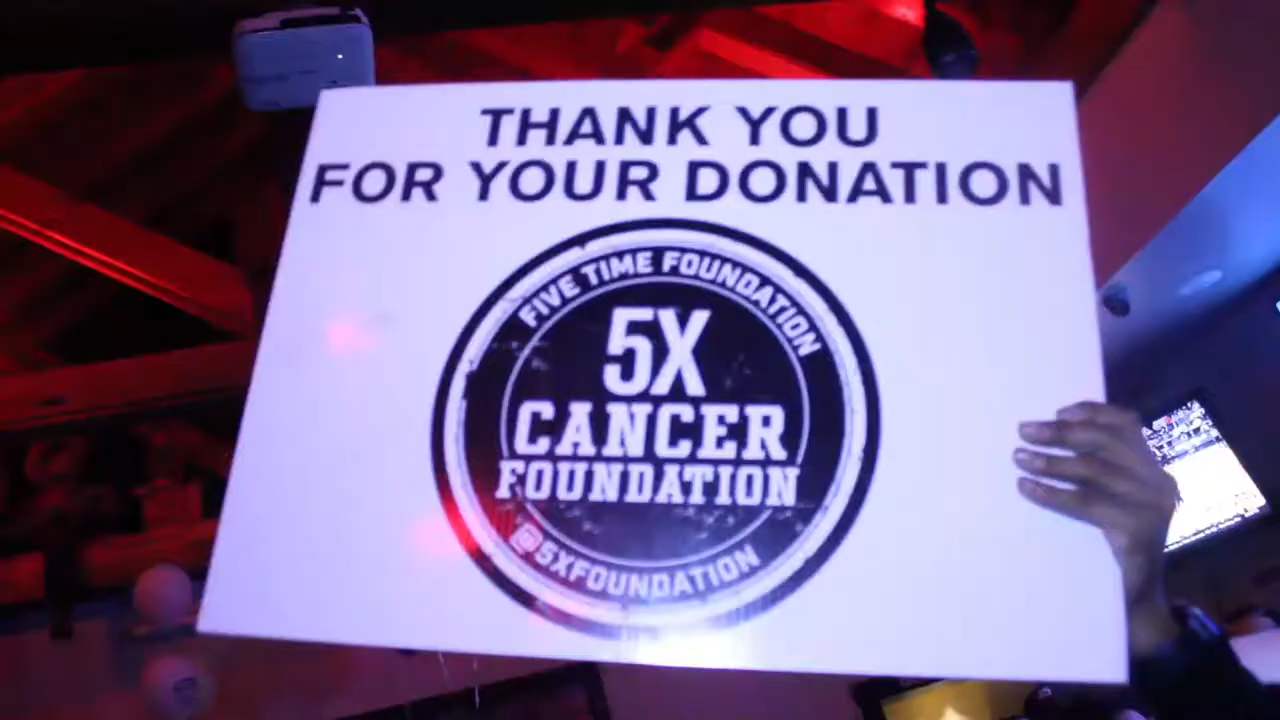 THANK YOU
FOR YOUR DONATION
FIVE TIME FOUNDATION
5X
CANCER
FOUNDATION
@5XFOUNDATION